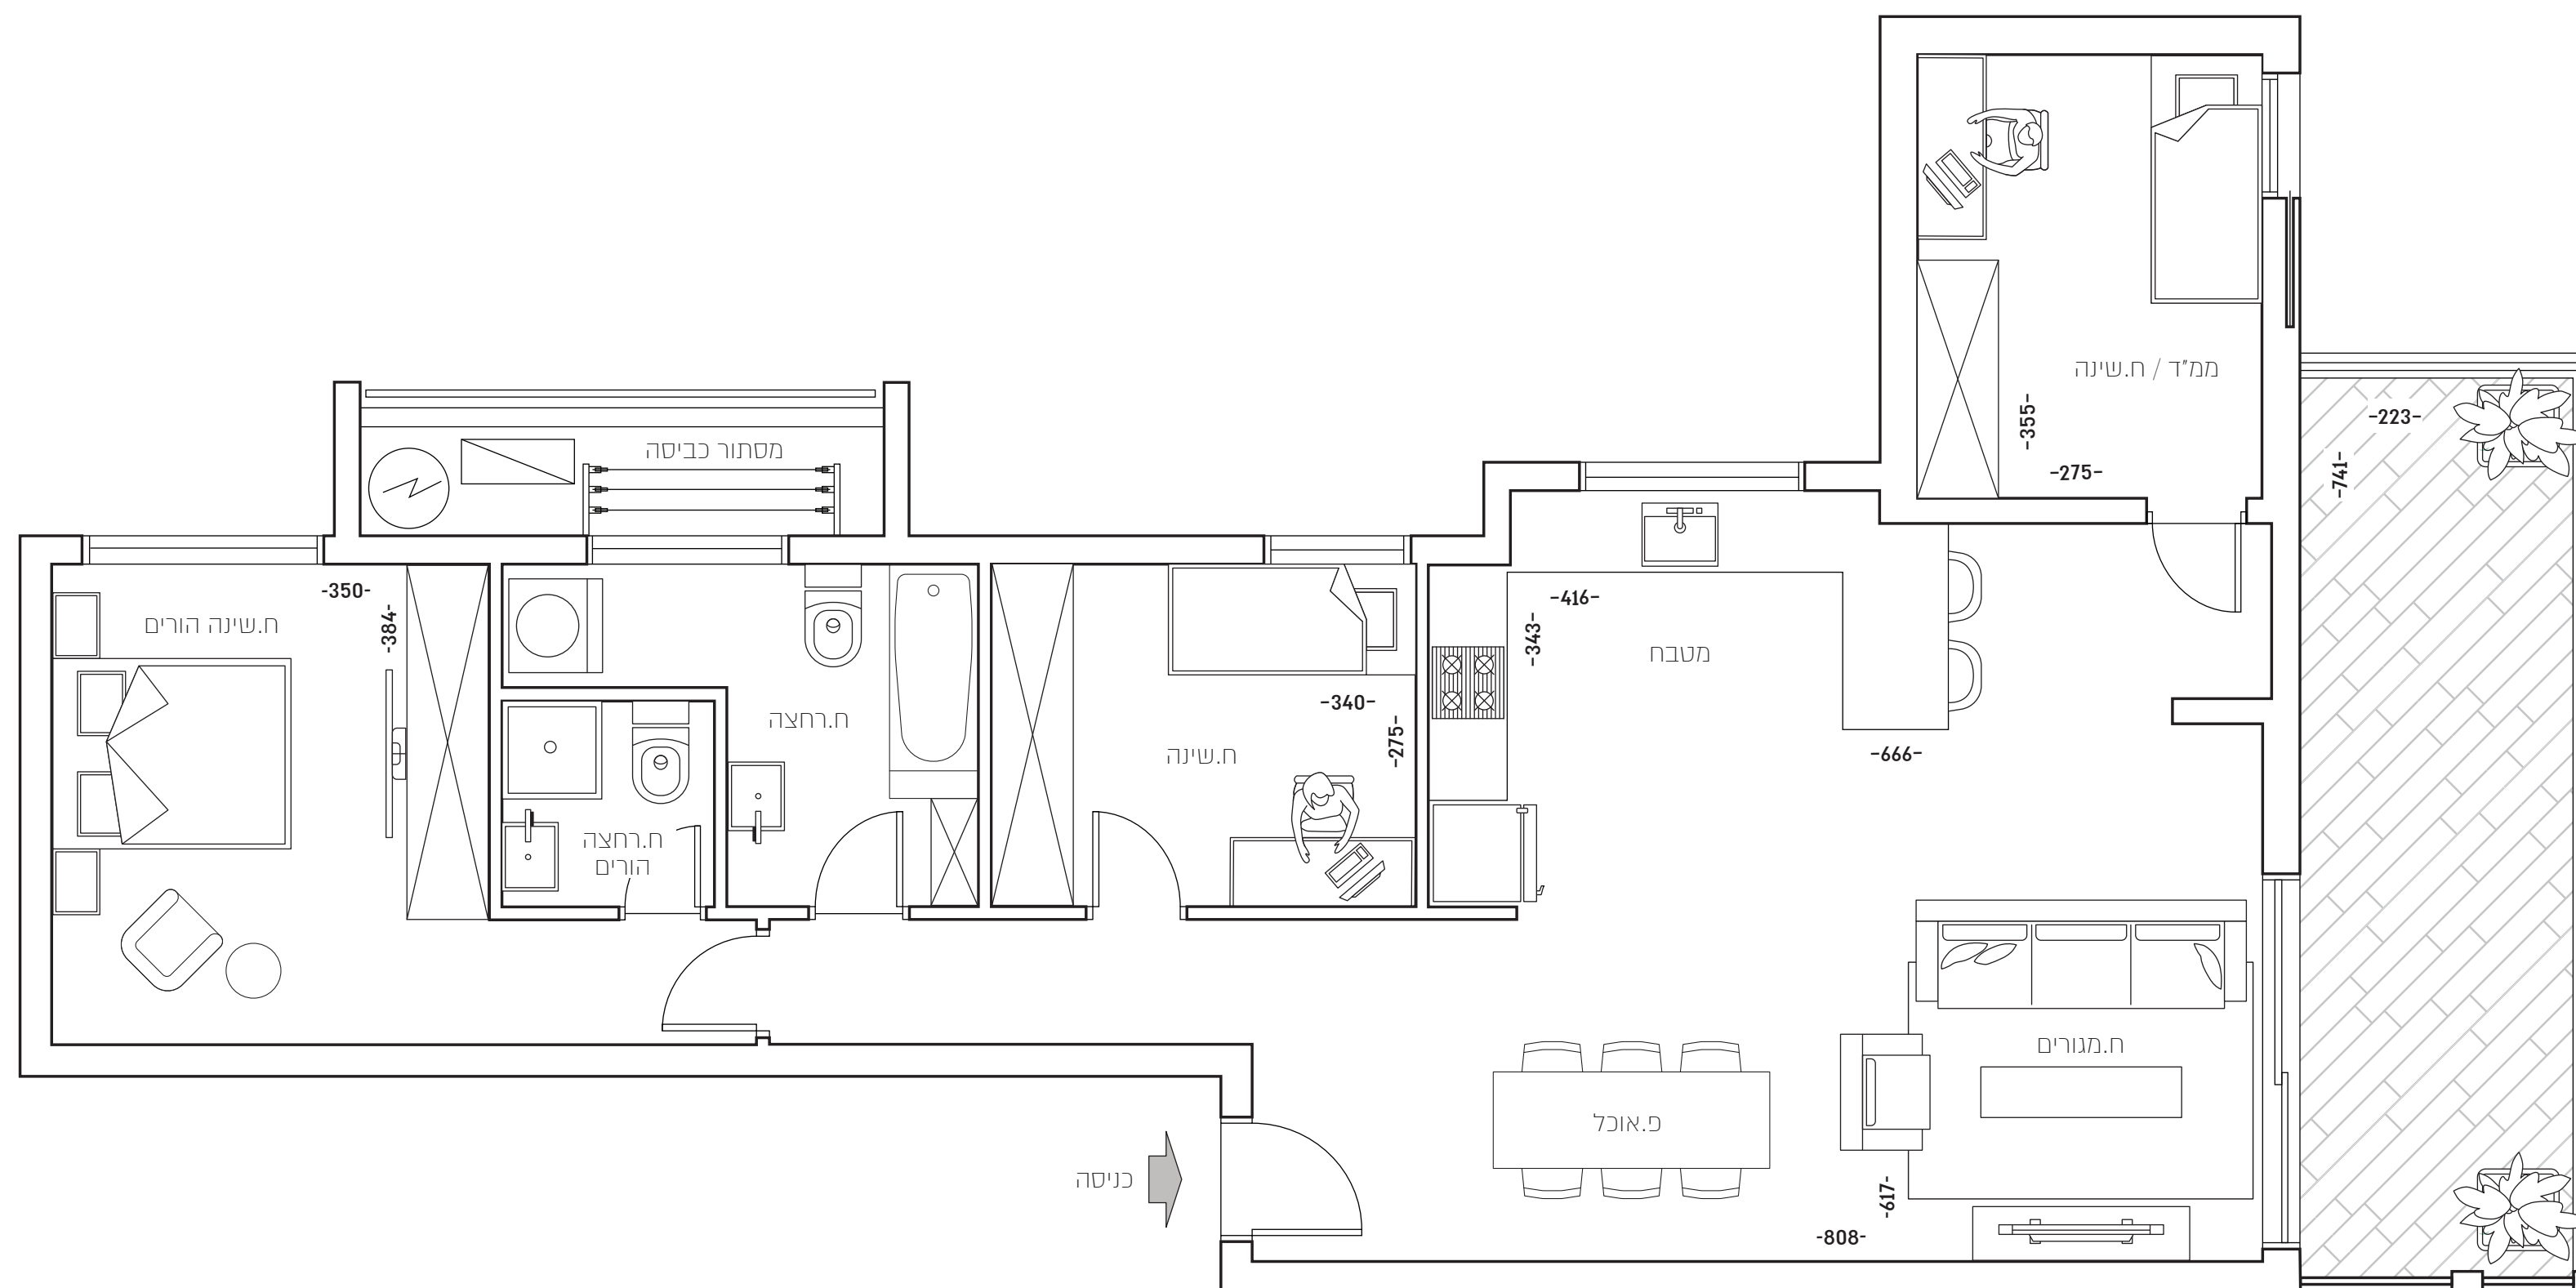 ממ"ד / ח.שינה
-355-
-275-
-223-
-741-
מסתור כביסה
-350-
-384-
ח.שינה הורים
-416-
-343-
מטבח
-340-
-275-
ח.שינה
ח.רחצה
-666-
ח.רחצה
הורים
ח.מגורים
פ.אוכל
כניסה
-617-
-808-